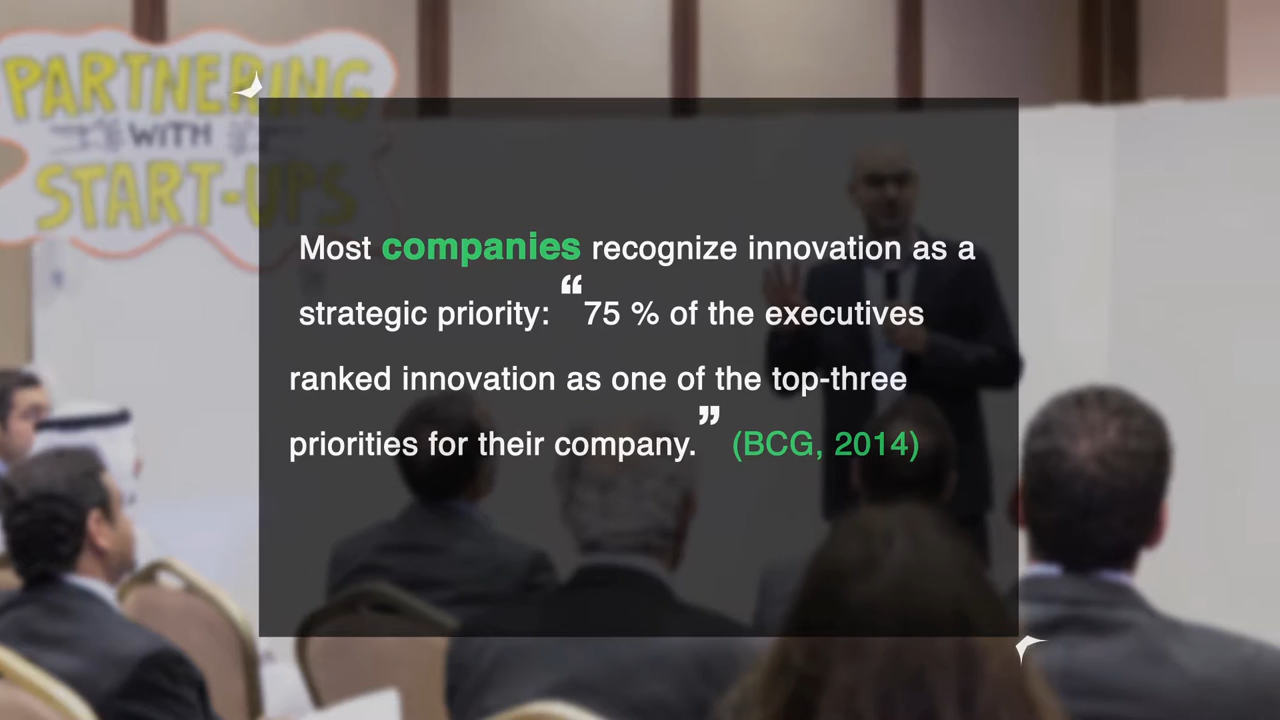 PARTNERING
WITH
START-UPS
Most companies recognize innovation as a
strategic priority: “75 % of the executives
ranked innovation as one of the top-three
priorities for their company.” (BCG, 2014)